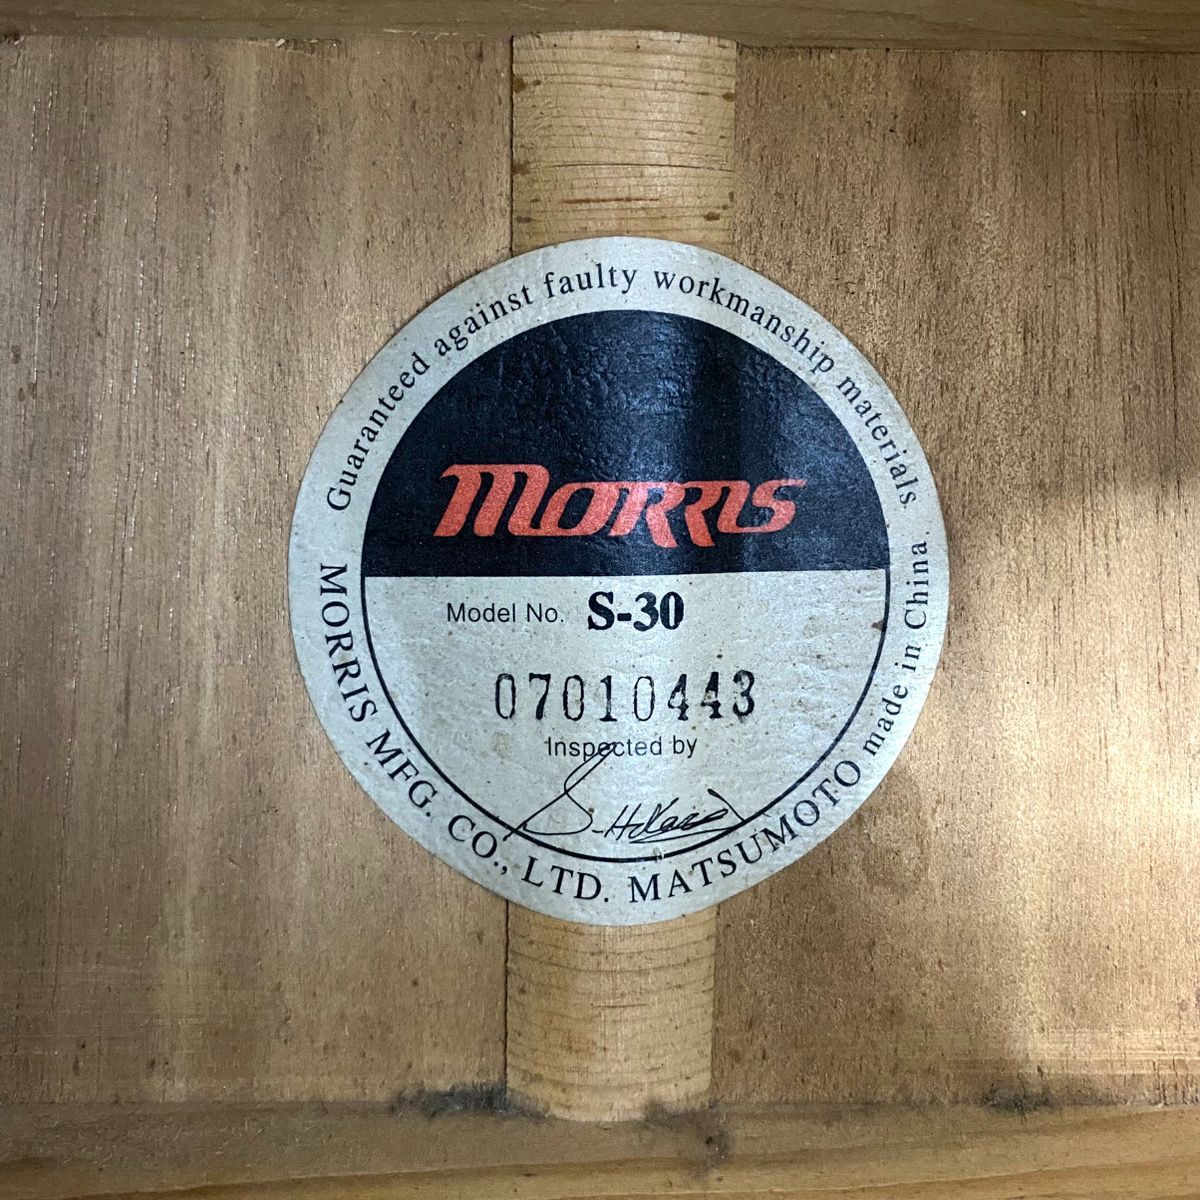 Guaranteed against faulty workmanship materials
MORRIS
Model No. S-30
07010443
Inspected by
MORRIS MFG. CO., LTD. MATSUMOTO made in China.